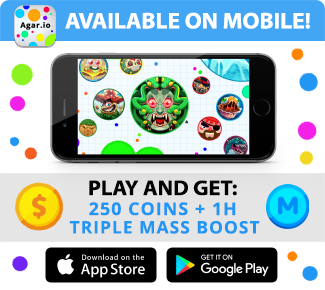 Agar.io
AVAILABLE ON MOBILE!
PLAY AND GET:
$
250 COINS + 1H
M
TRIPLE MASS BOOST
Download on the
App Store
GET IT ON
Google Play